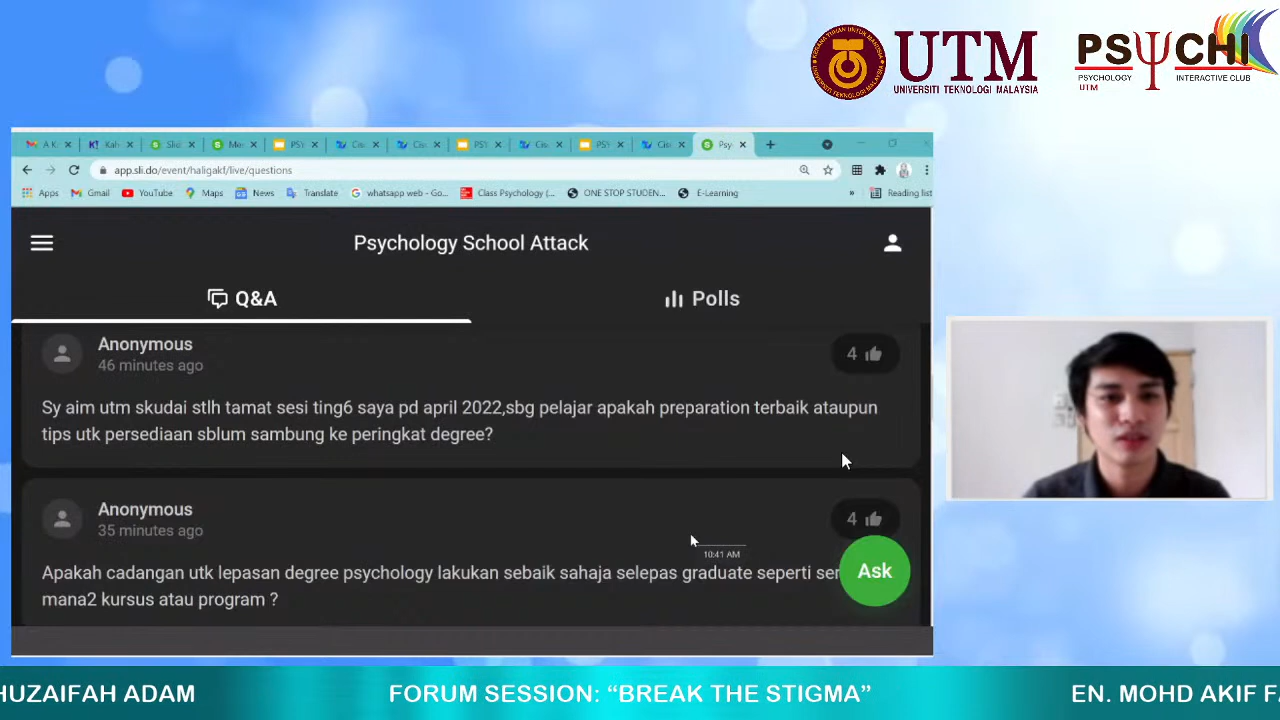 UTM
UNIVERSITI TEKNOLOGI MALAYSIA
PSYCHI
PSYCHOLOGY
INTERACTIVE CLUB
UTM
app.sli.do/event/haligakf/live/questions
Apps
Gmail
YouTube
Maps
News
Translate
whatsapp web - Go...
Class Psychology (...
ONE STOP STUDEN...
E-Learning
»
Reading list
Psychology School Attack
Q&A
Polls
Anonymous
4
46 minutes ago
Sy aim utm skudai stlh tamat sesi ting6 saya pd april 2022,sbg pelajar apakah preparation terbaik ataupun
tips utk persediaan sblum sambung ke peringkat degree?
Anonymous
4
35 minutes ago
10:41 AM
Apakah cadangan utk lepasan degree psychology lakukan sebaik sahaja selepas graduate seperti
mana2 kursus atau program ?
Ask
HUZAIFAH ADAM
FORUM SESSION: “BREAK THE STIGMA”
EN. MOHD AKIF